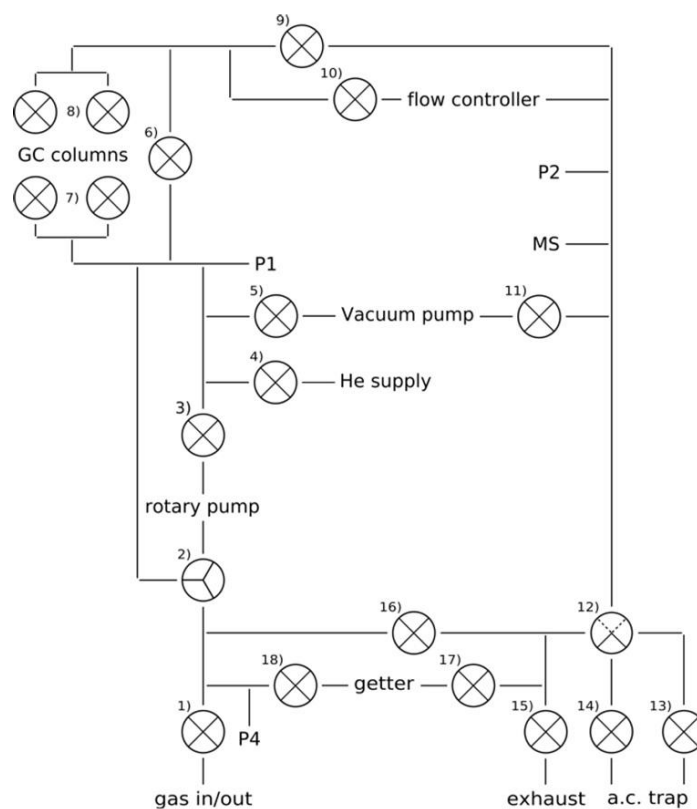 9)
10)
flow controller
8)
6)
GC columns
P2
7)
MS
P1
5)
Vacuum pump
11)
4)
He supply
3)
rotary pump
2)
16)
12)
18)
getter
17)
1)
P4
15)
14)
13)
gas in/out
exhaust
a.c. trap